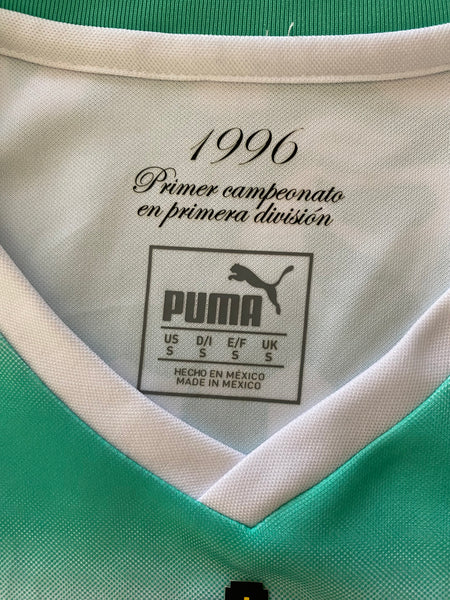 1996
Primer campeonato
en primera división
PUMA
US D/I E/F UK
S S S S
HECHO EN MÉXICO
MADE IN MEXICO